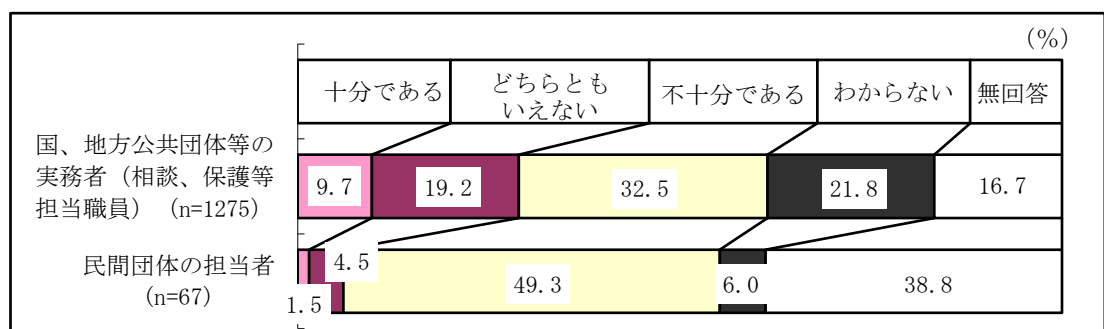 (%)
十分である
どちらとも
いえない
不十分である
わからない
無回答
国、地方公共団体等の
実務者（相談、保護等
担当職員） (n=1275)
9.7
19.2
32.5
21.8
16.7
民間団体の担当者
(n=67)
1.5
4.5
49.3
6.0
38.8